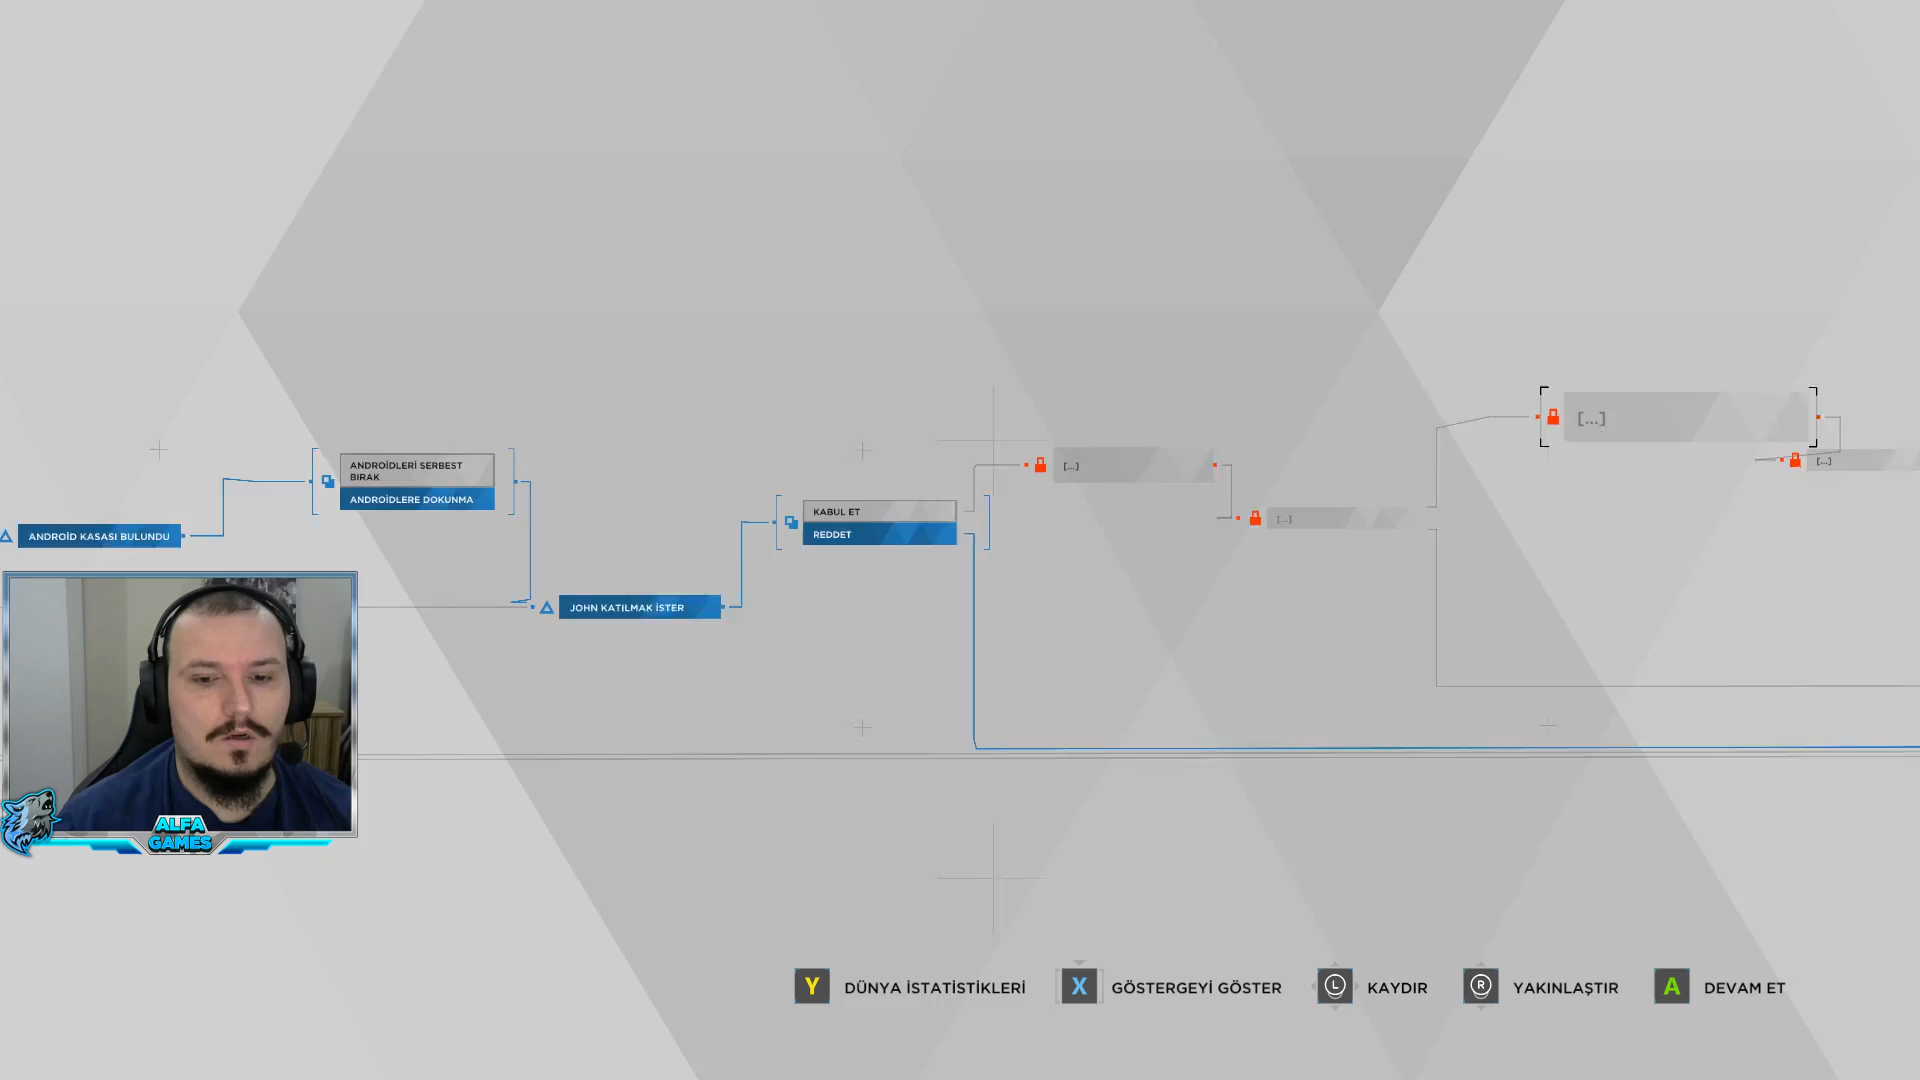 [...]
ANDROİDLERİ SERBEST
BIRAK
ANDROİDLERE DOKUNMA
ANDROİD KASASI BULUNDU
JOHN KATILMAK İSTER
KABUL ET
REDDET
[...]
[...]
[...]
ALFA
GAMES
Y DÜNYA İSTATİSTİKLERİ
X GÖSTERGEYİ GÖSTER
L KAYDIR
R YAKINLAŞTIR
A DEVAM ET